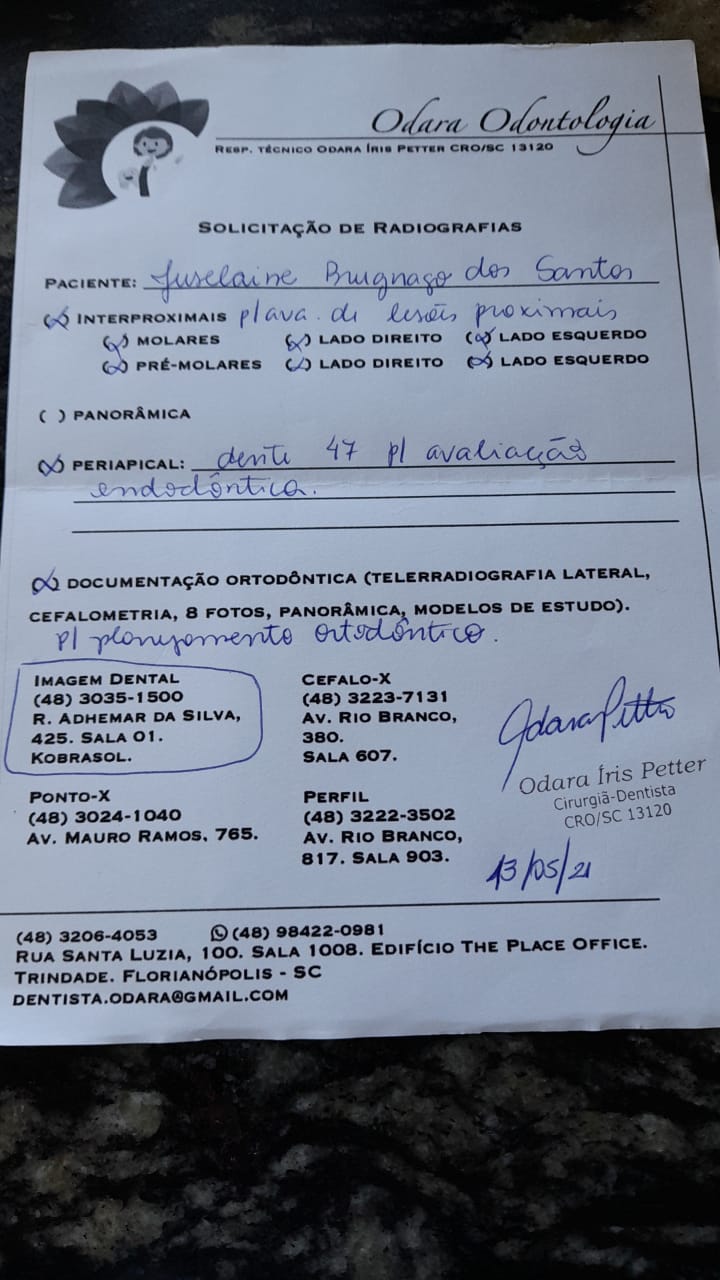 Odara Odontologia
Resp. técnico Odara Íris Petter CRO/SC 13120
Solicitação de Radiografias
Paciente: Juselaine Brugnago dos Santos
(x) Interproximais p/ ava. de lesões proximais
(x) Molares (x) Lado direito (x) Lado esquerdo
(x) Pré-molares (x) Lado direito (x) Lado esquerdo
( ) Panorâmica
(x) Periapical: dente 47 p/ avaliação
endodôntica.
(x) Documentação ortodôntica (telerradiografia lateral,
cefalometria, 8 fotos, panorâmica, modelos de estudo).
p/ planejamento ortodôntico.
Imagem Dental
(48) 3035-1500
R. Adhemar da Silva,
425. Sala 01.
Kobrasol.
Cefalo-X
(48) 3223-7131
Av. Rio Branco,
380.
Sala 607.
Ponto-X
(48) 3024-1040
Av. Mauro Ramos, 765.
Perfil
(48) 3222-3502
Av. Rio Branco,
817. Sala 903.
Odara Petter
Odara Íris Petter
Cirurgiã-Dentista
CRO/SC 13120
13/05/21
(48) 3206-4053 (48) 98422-0981
Rua Santa Luzia, 100. Sala 1008. Edifício The Place Office.
Trindade. Florianópolis - SC
dentista.odara@gmail.com